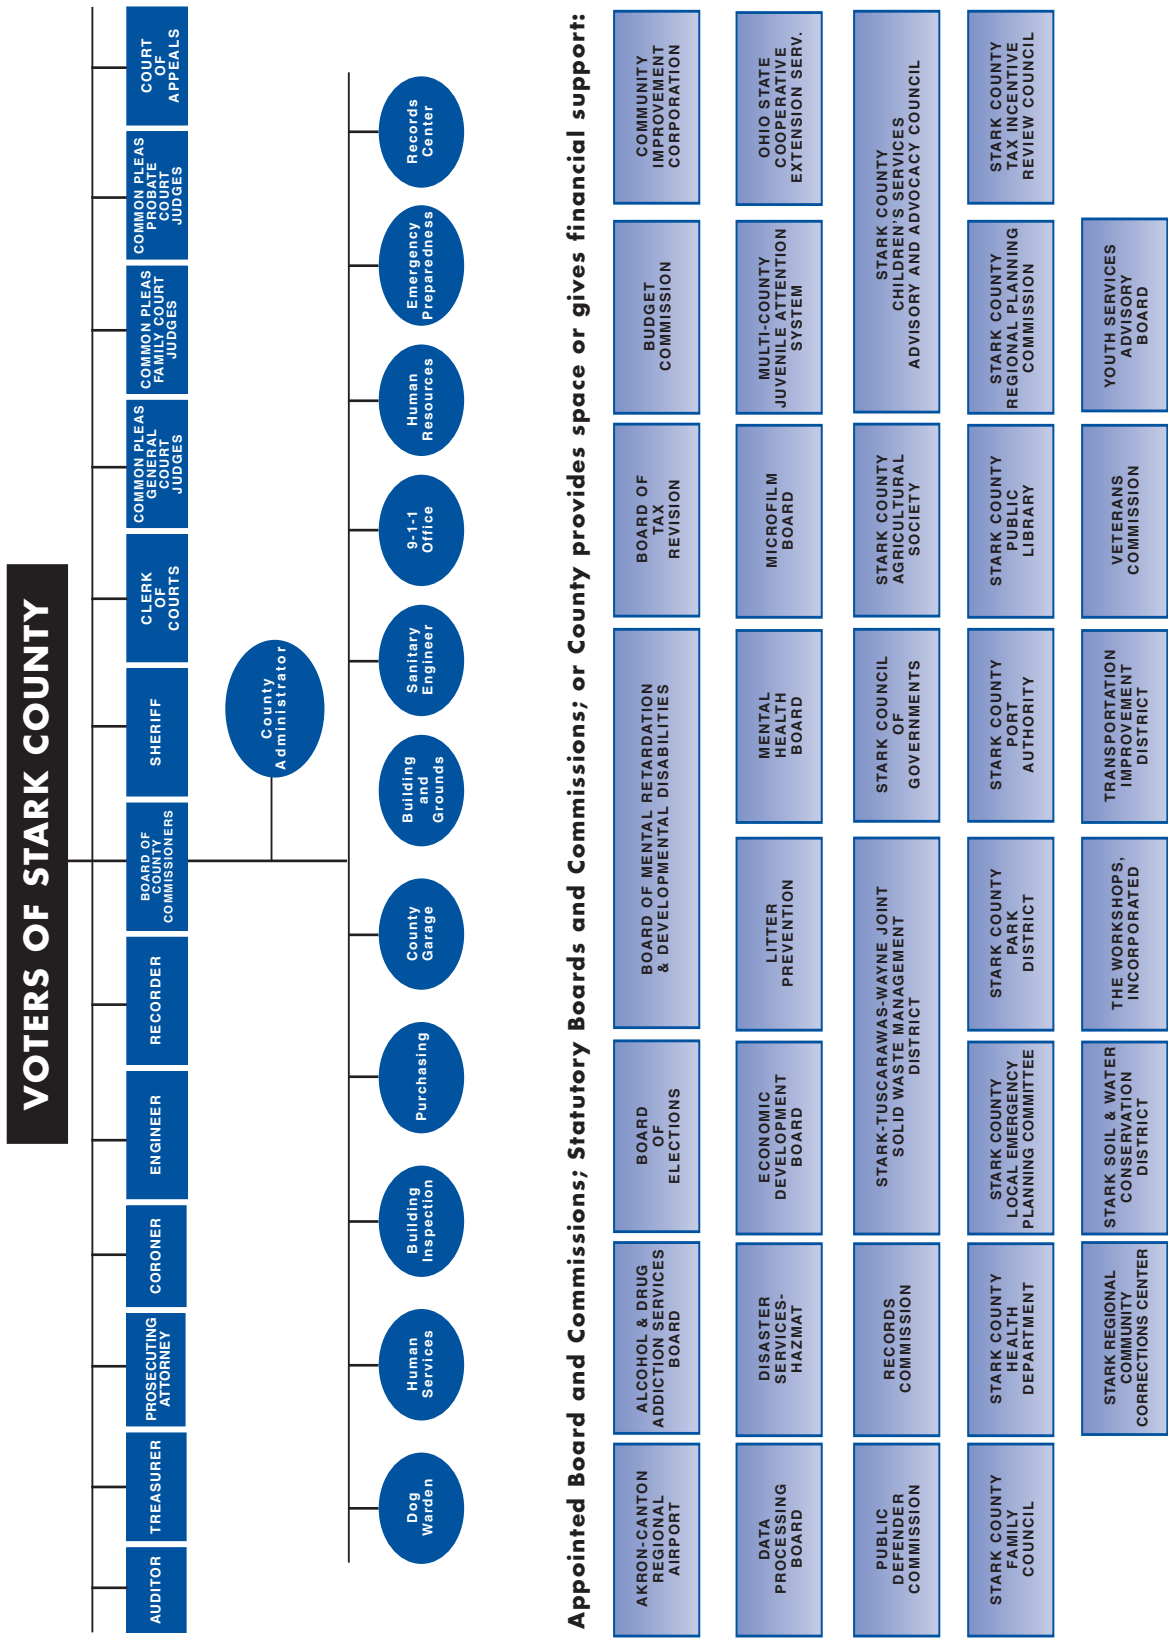 VOTERS OF STARK COUNTY
AUDITOR
TREASURER
PROSECUTING
ATTORNEY
CORONER
ENGINEER
RECORDER
BOARD OF
COUNTY
COMMISSIONERS
SHERIFF
CLERK
OF
COURTS
COMMON PLEAS
GENERAL
COURT
JUDGES
COMMON PLEAS
FAMILY COURT
JUDGES
COMMON PLEAS
PROBATE
COURT
JUDGES
COURT
OF
APPEALS
County
Administrator
Dog
Warden
Human
Services
Building
Inspection
Purchasing
County
Garage
Building
and
Grounds
Sanitary
Engineer
9-1-1
Office
Human
Resources
Emergency
Preparedness
Records
Center
Appointed Board and Commissions; Statutory Boards and Commissions; or County provides space or gives financial support:
AKRON-CANTON
REGIONAL
AIRPORT
ALCOHOL & DRUG
ADDICTION SERVICES
BOARD
BOARD
OF
ELECTIONS
BOARD OF MENTAL RETARDATION
& DEVELOPMENTAL DISABILITIES
BOARD OF
TAX
REVISION
BUDGET
COMMISSION
COMMUNITY
IMPROVEMENT
CORPORATION
DATA
PROCESSING
BOARD
DISASTER
SERVICES-
HAZMAT
ECONOMIC
DEVELOPMENT
BOARD
LITTER
PREVENTION
MENTAL
HEALTH
BOARD
MICROFILM
BOARD
MULTI-COUNTY
JUVENILE ATTENTION
SYSTEM
OHIO STATE
COOPERATIVE
EXTENSION SERV.
PUBLIC
DEFENDER
COMMISSION
RECORDS
COMMISSION
STARK-TUSCARAWAS-WAYNE JOINT
SOLID WASTE MANAGEMENT
DISTRICT
STARK COUNCIL
OF
GOVERNMENTS
STARK COUNTY
AGRICULTURAL
SOCIETY
STARK COUNTY
CHILDREN'S SERVICES
ADVISORY AND ADVOCACY COUNCIL
STARK COUNTY
FAMILY
COUNCIL
STARK COUNTY
HEALTH
DEPARTMENT
STARK COUNTY
LOCAL EMERGENCY
PLANNING COMMITTEE
STARK COUNTY
PARK
DISTRICT
STARK COUNTY
PORT
AUTHORITY
STARK COUNTY
PUBLIC
LIBRARY
STARK COUNTY
REGIONAL PLANNING
COMMISSION
STARK COUNTY
TAX INCENTIVE
REVIEW COUNCIL
STARK REGIONAL
COMMUNITY
CORRECTIONS CENTER
STARK SOIL & WATER
CONSERVATION
DISTRICT
THE WORKSHOPS,
INCORPORATED
TRANSPORTATION
IMPROVEMENT
DISTRICT
VETERANS
COMMISSION
YOUTH SERVICES
ADVISORY
BOARD